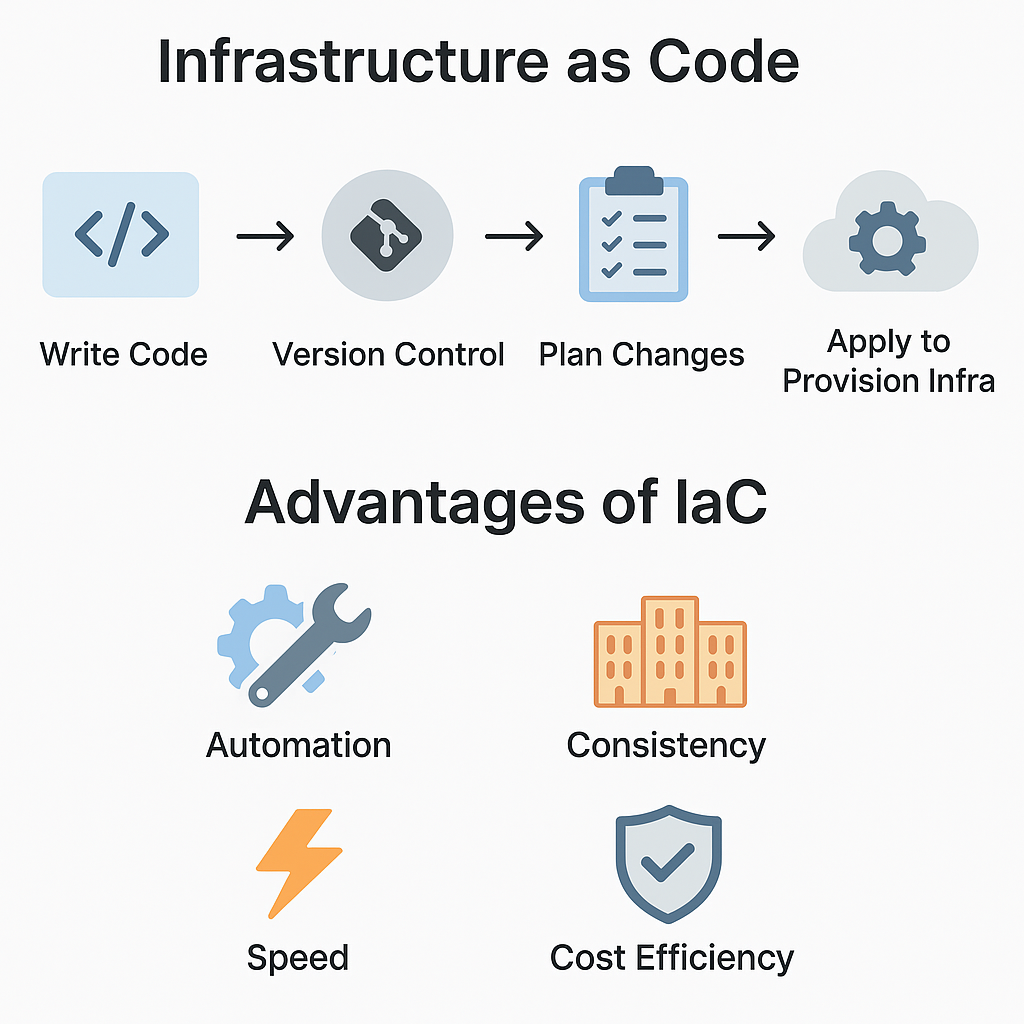 Infrastructure as Code
Write Code
Version Control
Plan Changes
Apply to
Provision Infra
Advantages of IaC
Automation
Consistency
Speed
Cost Efficiency